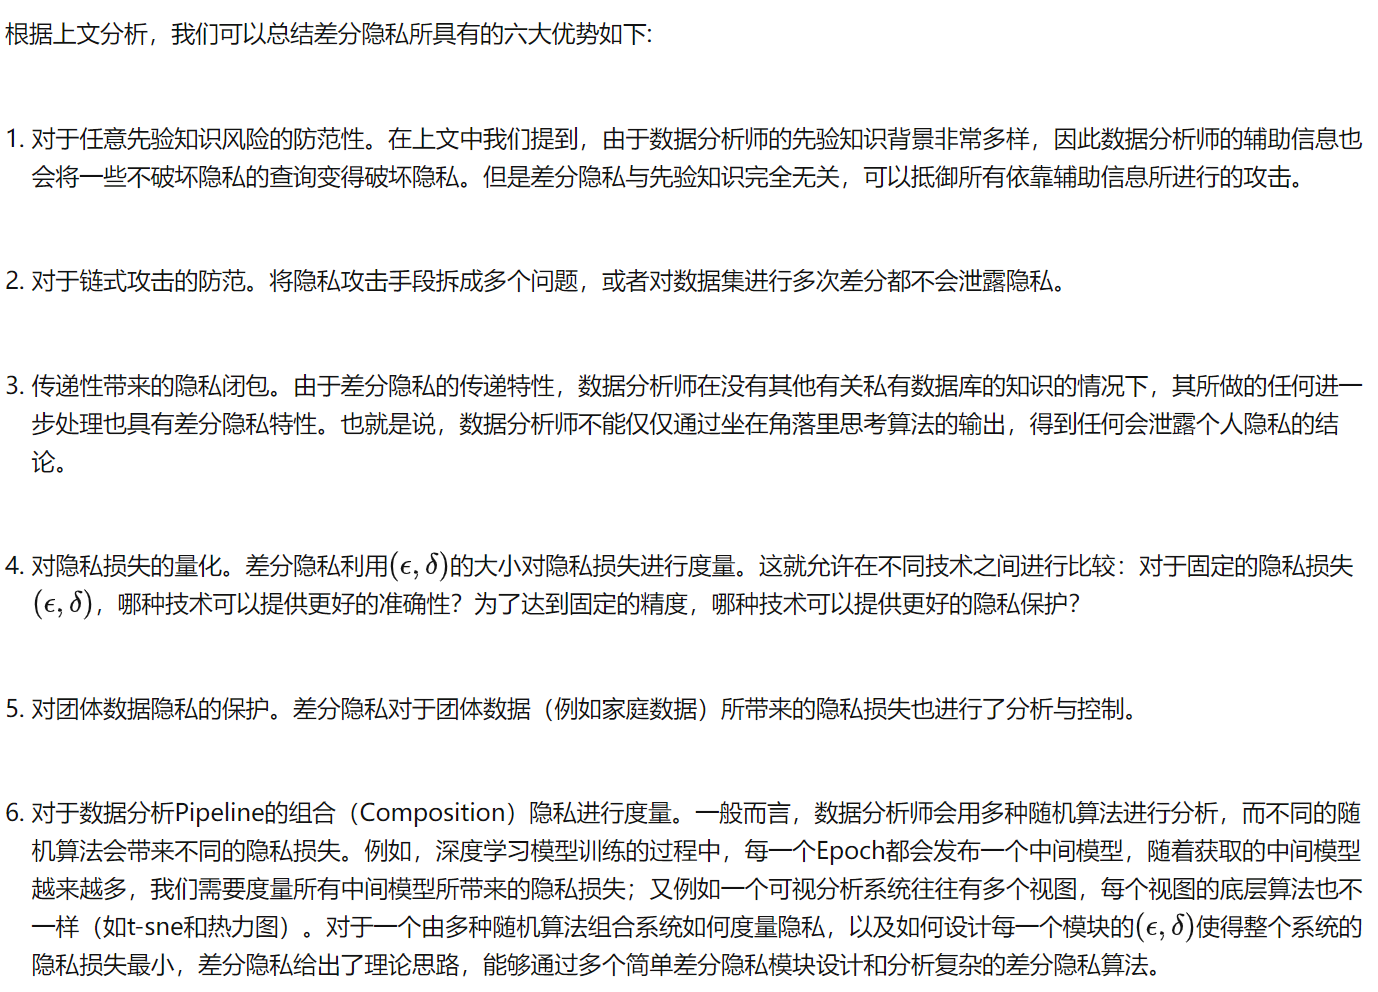 根据上文分析，我们可以总结差分隐私所具有的六大优势如下:
1. 对于任意先验知识风险的防范性。在上文中我们提到，由于数据分析师的先验知识背景非常多样，因此数据分析师的辅助信息也
会将一些不破坏隐私的查询变得破坏隐私。但是差分隐私与先验知识完全无关，可以抵御所有依靠辅助信息所进行的攻击。
2. 对于链式攻击的防范。将隐私攻击手段拆成多个问题，或者对数据集进行多次差分都不会泄露隐私。
3. 传递性带来的隐私闭包。由于差分隐私的传递特性，数据分析师在没有其他有关私有数据库的知识的情况下，其所做的任何进一
步处理也具有差分隐私特性。也就是说，数据分析师不能仅仅通过坐在角落里思考算法的输出，得到任何会泄露个人隐私的结
论。
4. 对隐私损失的量化。差分隐私利用(ϵ, δ)的大小对隐私损失进行度量。这就允许在不同技术之间进行比较：对于固定的隐私损失
(ϵ, δ)，哪种技术可以提供更好的准确性？为了达到固定的精度，哪种技术可以提供更好的隐私保护？
5. 对团体数据隐私的保护。差分隐私对于团体数据（例如家庭数据）所带来的隐私损失也进行了分析与控制。
6. 对于数据分析Pipeline的组合（Composition）隐私进行度量。一般而言，数据分析师会用多种随机算法进行分析，而不同的随
机算法会带来不同的隐私损失。例如，深度学习模型训练的过程中，每一个Epoch都会发布一个中间模型，随着获取的中间模型
越来越多，我们需要度量所有中间模型所带来的隐私损失；又例如一个可视分析系统往往有多个视图，每个视图的底层算法也不
一样（如t-sne和热力图）。对于一个由多种随机算法组合系统如何度量隐私，以及如何设计每一个模块的(ϵ, δ)使得整个系统的
隐私损失最小，差分隐私给出了理论思路，能够通过多个简单差分隐私模块设计和分析复杂的差分隐私算法。